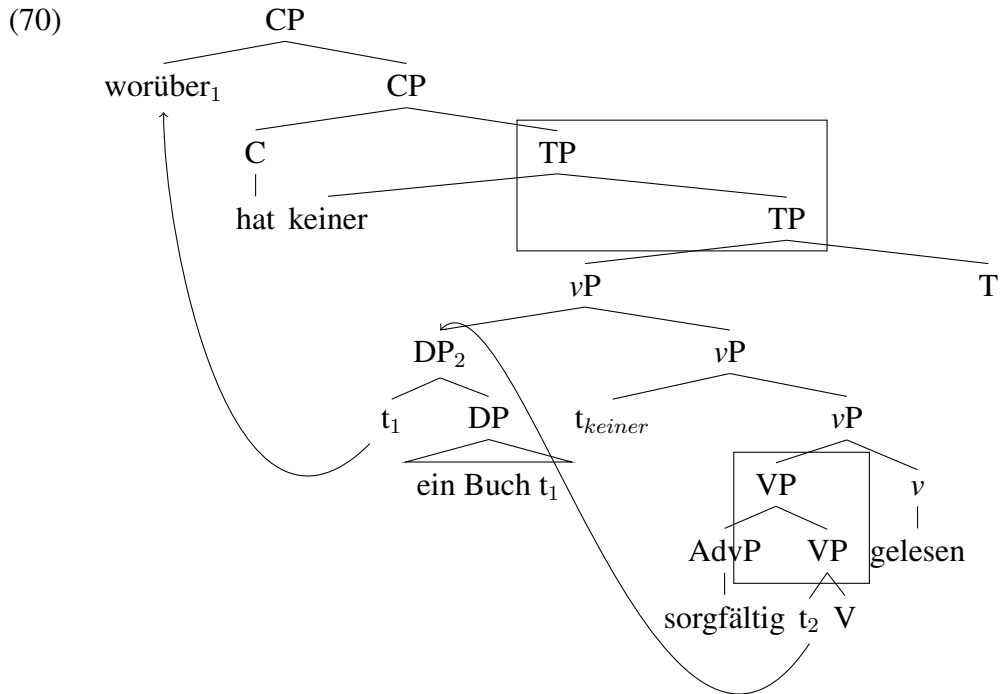 (70) CP
worüber₁ CP
C TP
hat keiner TP
vP T
DP₂ vP
t₁ DP tₖₑᵢₙₑᵣ vP
ein Buch t₁ VP v
AdvP VP gelesen
sorgfältig t₂ V